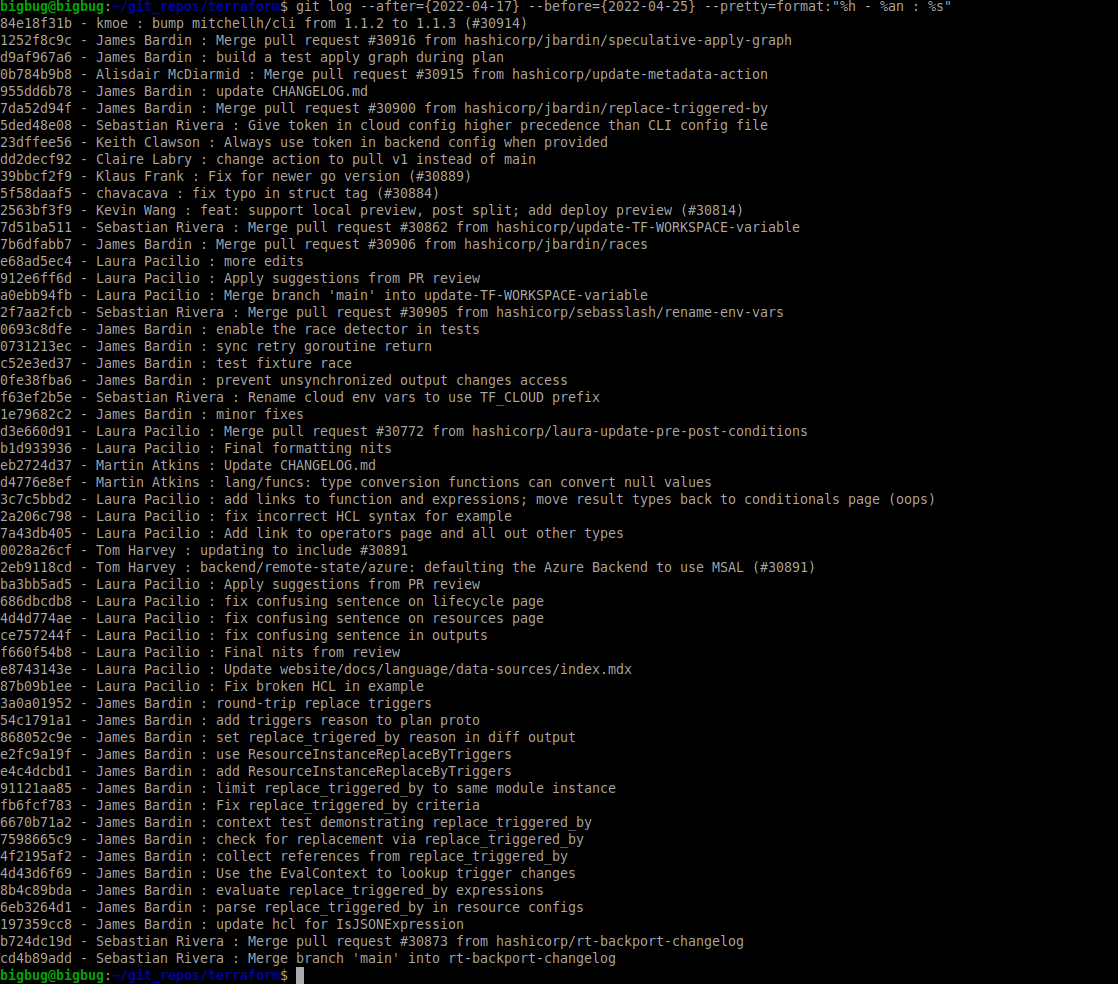 bigbug@bigbug:~/git_repos/terraform$ git log --after={2022-04-17} --before={2022-04-25} --pretty=format:"%h - %an : %s"
84e18f31b - kmoe : bump mitchellh/cli from 1.1.2 to 1.1.3 (#30914)
1252f8c9c - James Bardin : Merge pull request #30916 from hashicorp/jbardin/speculative-apply-graph
d9af967a6 - James Bardin : build a test apply graph during plan
0b784b9b8 - Alisdair McDiarmid : Merge pull request #30915 from hashicorp/update-metadata-action
955dd6b78 - James Bardin : update CHANGELOG.md
7da52d94f - James Bardin : Merge pull request #30900 from hashicorp/jbardin/replace-triggered-by
5ded48e08 - Sebastian Rivera : Give token in cloud config higher precedence than CLI config file
23dffee56 - Keith Clawson : Always use token in backend config when provided
dd2decf92 - Claire Labry : change action to pull v1 instead of main
39bbcf2f9 - Klaus Frank : Fix for newer go version (#30889)
5f58daaf5 - chavacava : fix typo in struct tag (#30884)
2563bf3f9 - Kevin Wang : feat: support local preview, post split; add deploy preview (#30814)
7d51ba511 - Sebastian Rivera : Merge pull request #30862 from hashicorp/update-TF-WORKSPACE-variable
7b6dfabb7 - James Bardin : Merge pull request #30906 from hashicorp/jbardin/races
e68ad5ec4 - Laura Pacilio : more edits
912e6ff6d - Laura Pacilio : Apply suggestions from PR review
a0ebb94fb - Laura Pacilio : Merge branch 'main' into update-TF-WORKSPACE-variable
2f7aa2fcb - Sebastian Rivera : Merge pull request #30905 from hashicorp/sebasslash/rename-env-vars
0693c8dfe - James Bardin : enable the race detector in tests
0731213ec - James Bardin : sync retry goroutine return
c52e3ed37 - James Bardin : test fixture race
0fe38fba6 - James Bardin : prevent unsynchronized output changes access
f63ef2b5e - Sebastian Rivera : Rename cloud env vars to use TF_CLOUD prefix
1e79682c2 - James Bardin : minor fixes
d3e660d91 - Laura Pacilio : Merge pull request #30772 from hashicorp/laura-update-pre-post-conditions
b1d933936 - Laura Pacilio : Final formatting nits
eb2724d37 - Martin Atkins : Update CHANGELOG.md
d4776e8ef - Martin Atkins : lang/funcs: type conversion functions can convert null values
3c7c5bbd2 - Laura Pacilio : add links to function and expressions; move result types back to conditionals page (oops)
2a206c798 - Laura Pacilio : fix incorrect HCL syntax for example
7a43db405 - Laura Pacilio : Add link to operators page and all out other types
0028a26cf - Tom Harvey : updating to include #30891
2eb9118cd - Tom Harvey : backend/remote-state/azure: defaulting the Azure Backend to use MSAL (#30891)
ba3bb5ad5 - Laura Pacilio : Apply suggestions from PR review
686dbcdb8 - Laura Pacilio : fix confusing sentence on lifecycle page
4d4d774ae - Laura Pacilio : fix confusing sentence on resources page
ce757244f - Laura Pacilio : fix confusing sentence in outputs
f660f54b8 - Laura Pacilio : Final nits from review
e8743143e - Laura Pacilio : Update website/docs/language/data-sources/index.mdx
87b09b1ee - Laura Pacilio : Fix broken HCL in example
3a0a01952 - James Bardin : round-trip replace triggers
54c1791a1 - James Bardin : add triggers reason to plan proto
868052c9e - James Bardin : set replace_trigered_by reason in diff output
e2fc9a19f - James Bardin : use ResourceInstanceReplaceByTriggers
e4c4dcbd1 - James Bardin : add ResourceInstanceReplaceByTriggers
91121aa85 - James Bardin : limit replace_triggered_by to same module instance
fb6fcf783 - James Bardin : Fix replace_triggered_by criteria
6670b71a2 - James Bardin : context test demonstrating replace_triggered_by
7598665c9 - James Bardin : check for replacement via replace_triggered_by
4f2195af2 - James Bardin : collect references from replace_triggered_by
4d43d6f69 - James Bardin : Use the EvalContext to lookup trigger changes
8b4c89bda - James Bardin : evaluate replace_triggered_by expressions
6eb3264d1 - James Bardin : parse replace_triggered_by in resource configs
197359cc8 - James Bardin : update hcl for IsJSONExpression
b724dc19d - Sebastian Rivera : Merge pull request #30873 from hashicorp/rt-backport-changelog
cd4b89add - Sebastian Rivera : Merge branch 'main' into rt-backport-changelog
bigbug@bigbug:~/git_repos/terraform$